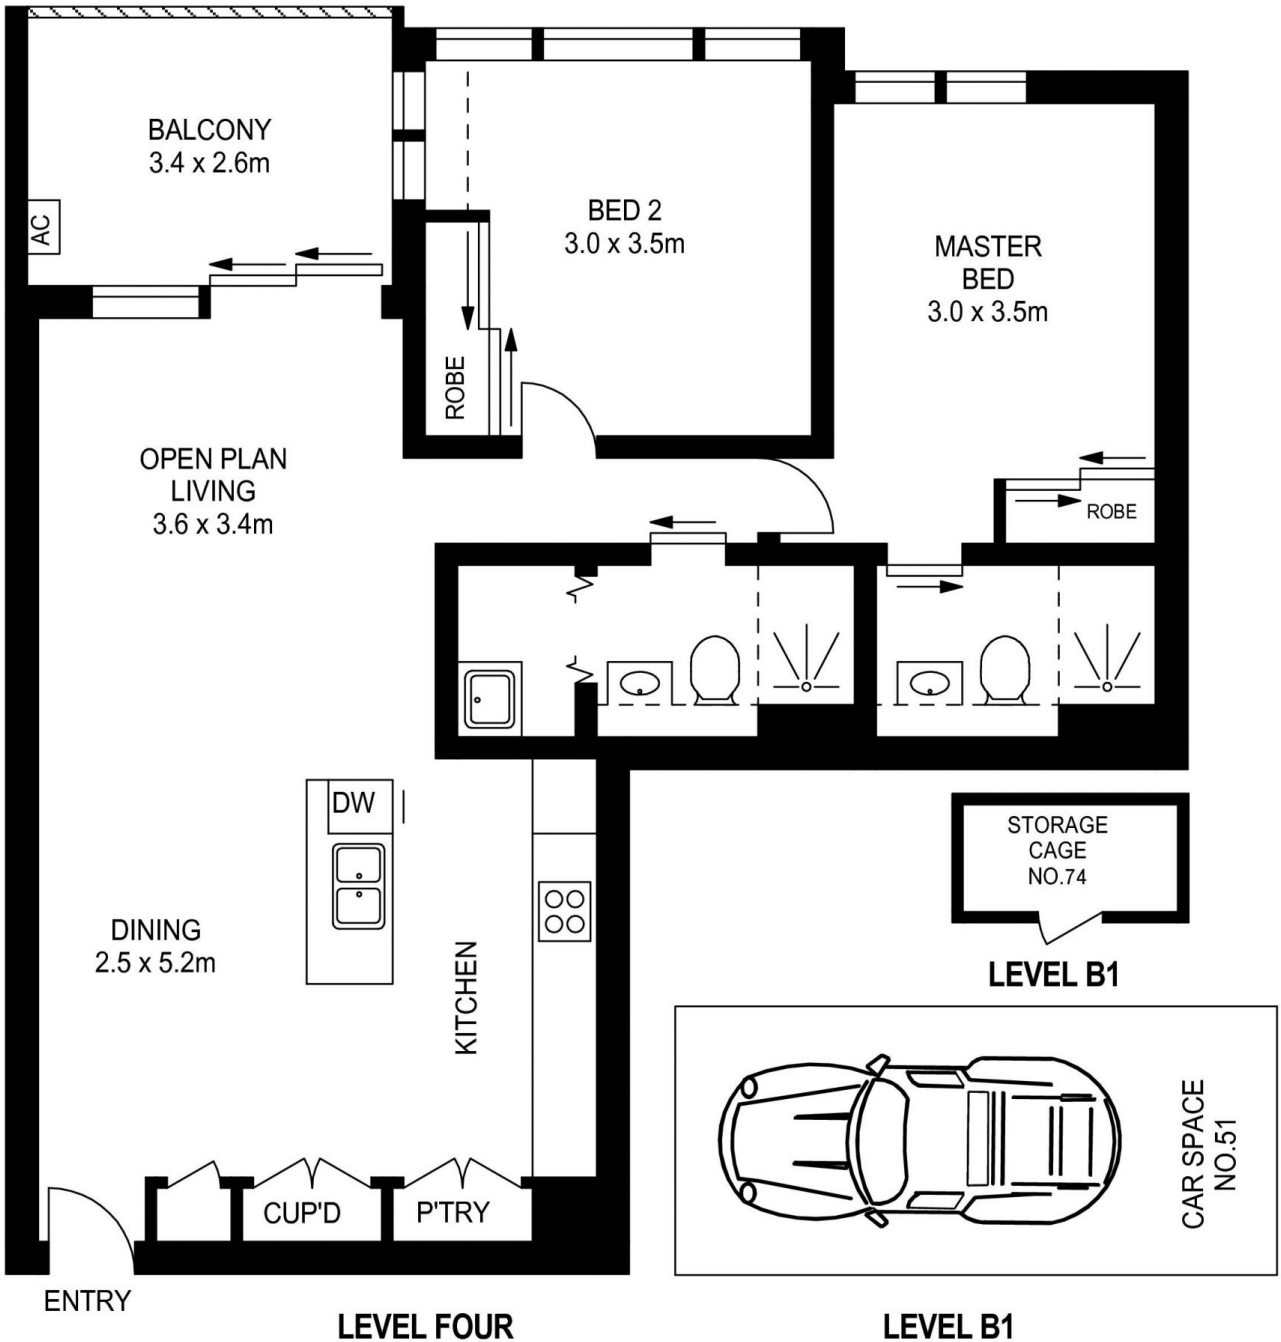 BALCONY
3.4 x 2.6m
AC
BED 2
3.0 x 3.5m
MASTER
BED
3.0 x 3.5m
ROBE
ROBE
OPEN PLAN
LIVING
3.6 x 3.4m
DW
DINING
2.5 x 5.2m
KITCHEN
CUP'D
P'TRY
ENTRY
LEVEL FOUR
STORAGE
CAGE
NO.74
LEVEL B1
CAR SPACE
NO.51
LEVEL B1